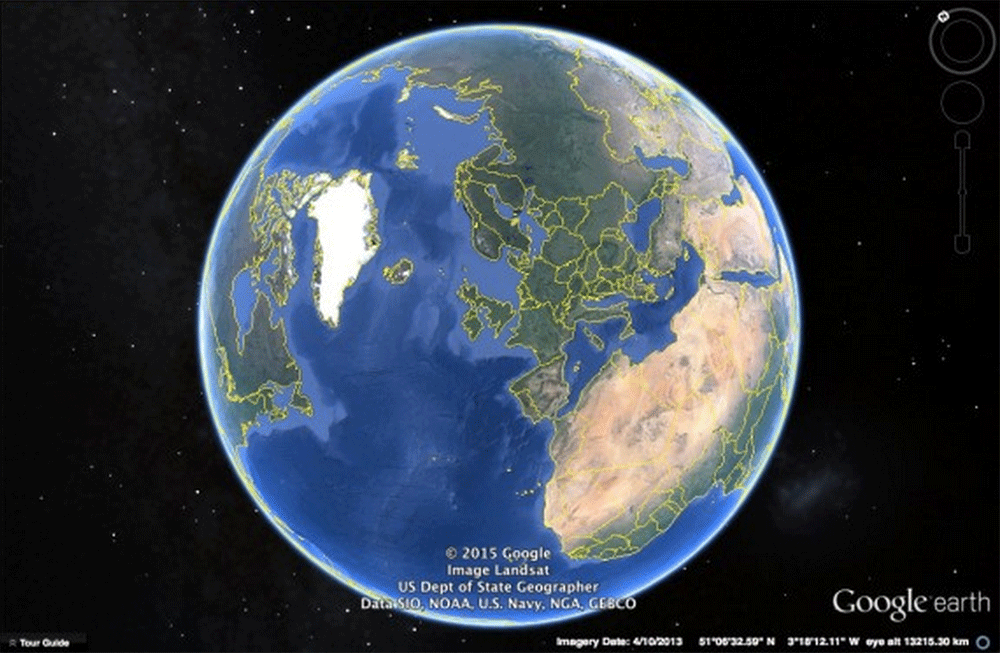 © 2015 Google
Image Landsat
US Dept of State Geographer
Data SIO, NOAA, U.S. Navy, NGA, GEBCO
Google earth
Tour Guide
Imagery Date: 4/10/2013 51°06'32.59" N 3°18'12.11" W eye alt 13215.30 km